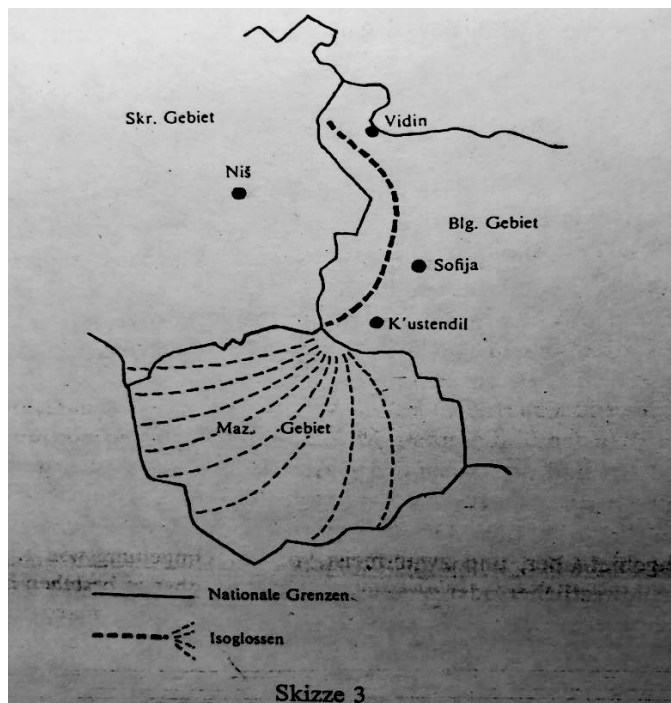 Skr. Gebiet
Vidin
Niš
Blg. Gebiet
Sofija
K'ustendil
Maz. Gebiet
Nationale Grenzen
Isoglossen
Skizze 3